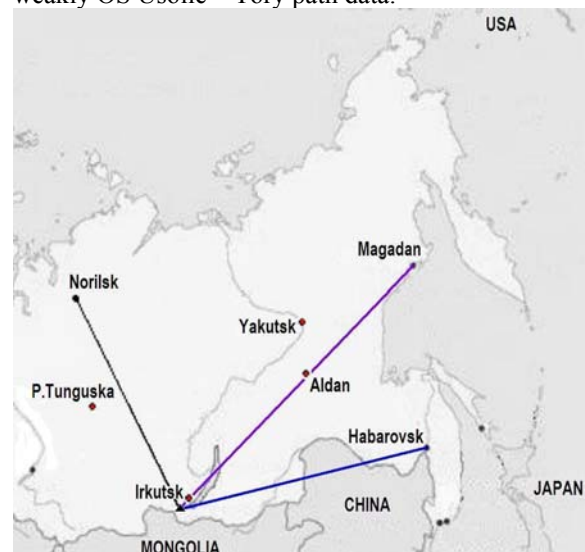 weakly OS Usolie – Tory path data.
USA
Magadan
Norilsk
Yakutsk
Aldan
P.Tunguska
Habarovsk
Irkutsk
JAPAN
CHINA
MONGOLIA